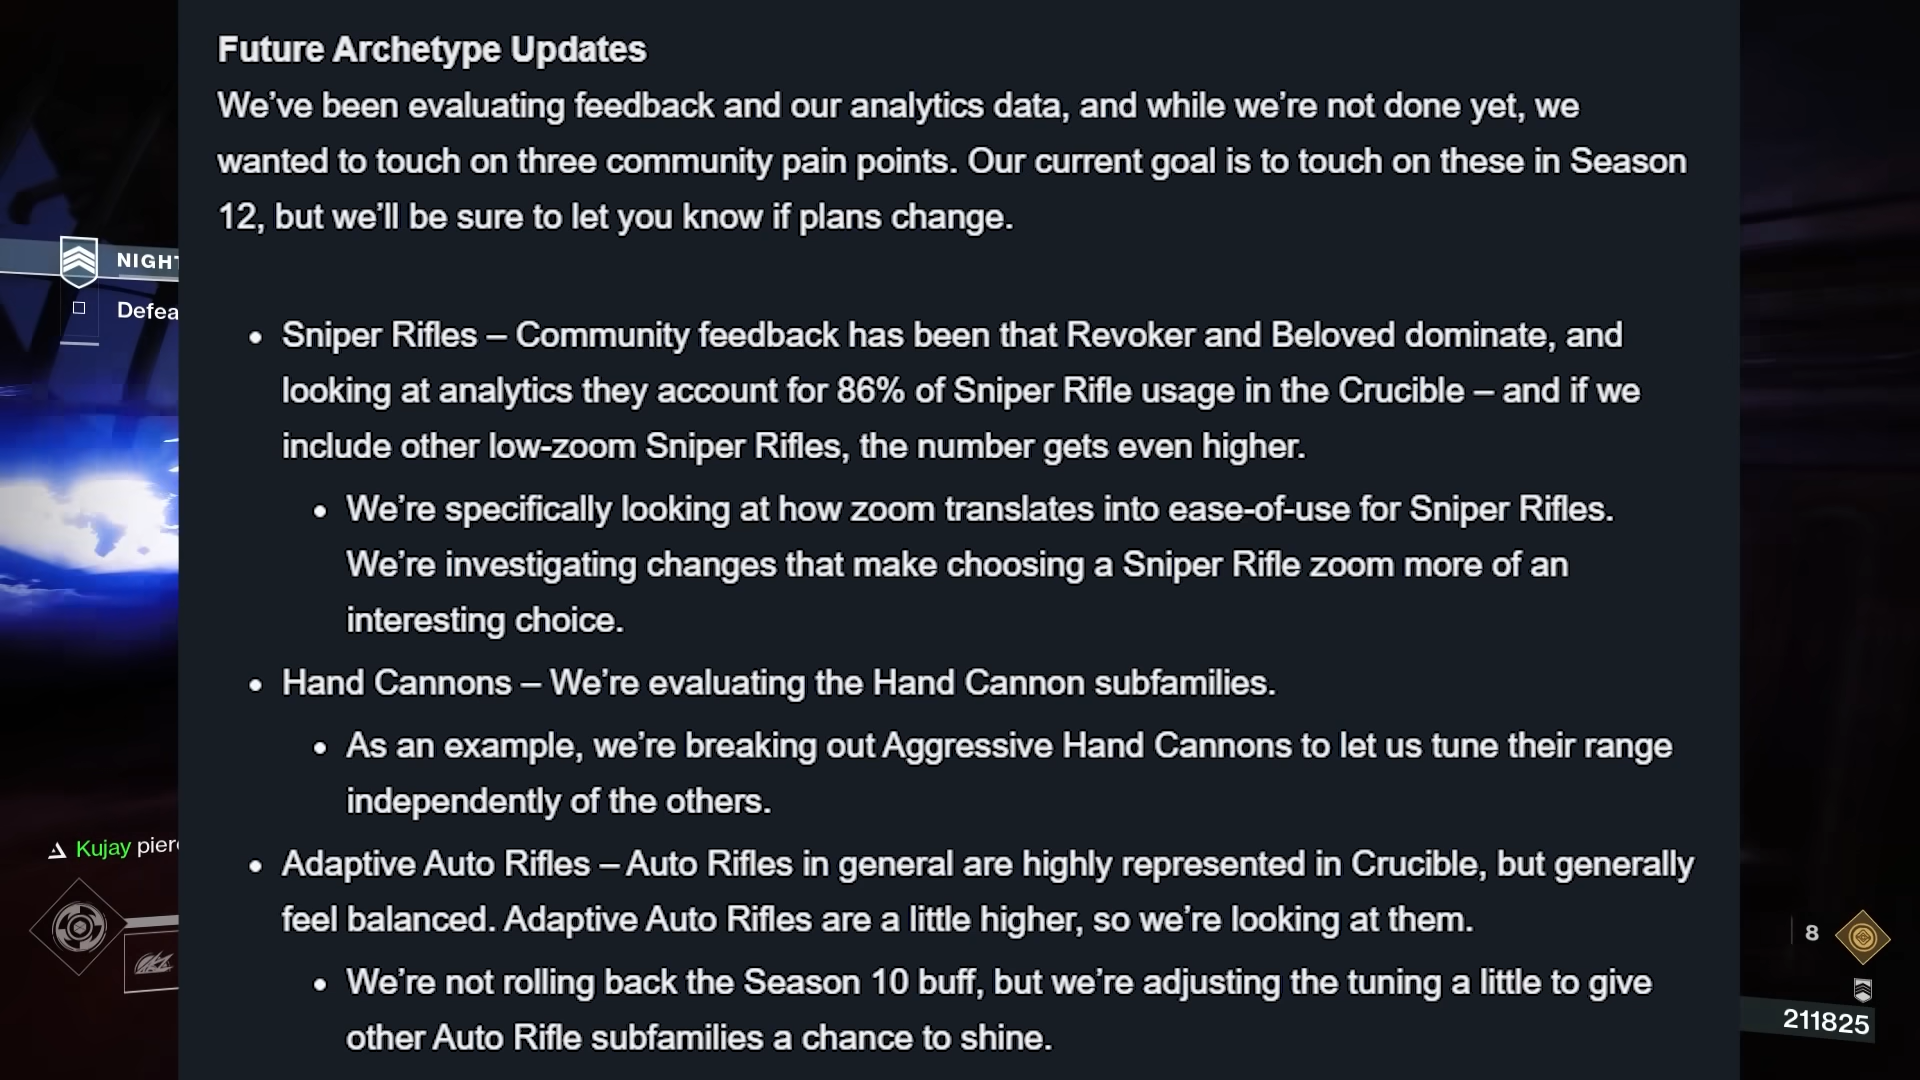 Future Archetype Updates
We’ve been evaluating feedback and our analytics data, and while we’re not done yet, we
wanted to touch on three community pain points. Our current goal is to touch on these in Season
12, but we’ll be sure to let you know if plans change.
NIGHT
Defea
• Sniper Rifles – Community feedback has been that Revoker and Beloved dominate, and
looking at analytics they account for 86% of Sniper Rifle usage in the Crucible – and if we
include other low-zoom Sniper Rifles, the number gets even higher.
• We’re specifically looking at how zoom translates into ease-of-use for Sniper Rifles.
We’re investigating changes that make choosing a Sniper Rifle zoom more of an
interesting choice.
• Hand Cannons – We’re evaluating the Hand Cannon subfamilies.
• As an example, we’re breaking out Aggressive Hand Cannons to let us tune their range
independently of the others.
Kujay pier
• Adaptive Auto Rifles – Auto Rifles in general are highly represented in Crucible, but generally
feel balanced. Adaptive Auto Rifles are a little higher, so we’re looking at them.
• We’re not rolling back the Season 10 buff, but we’re adjusting the tuning a little to give
other Auto Rifle subfamilies a chance to shine.
8
211825